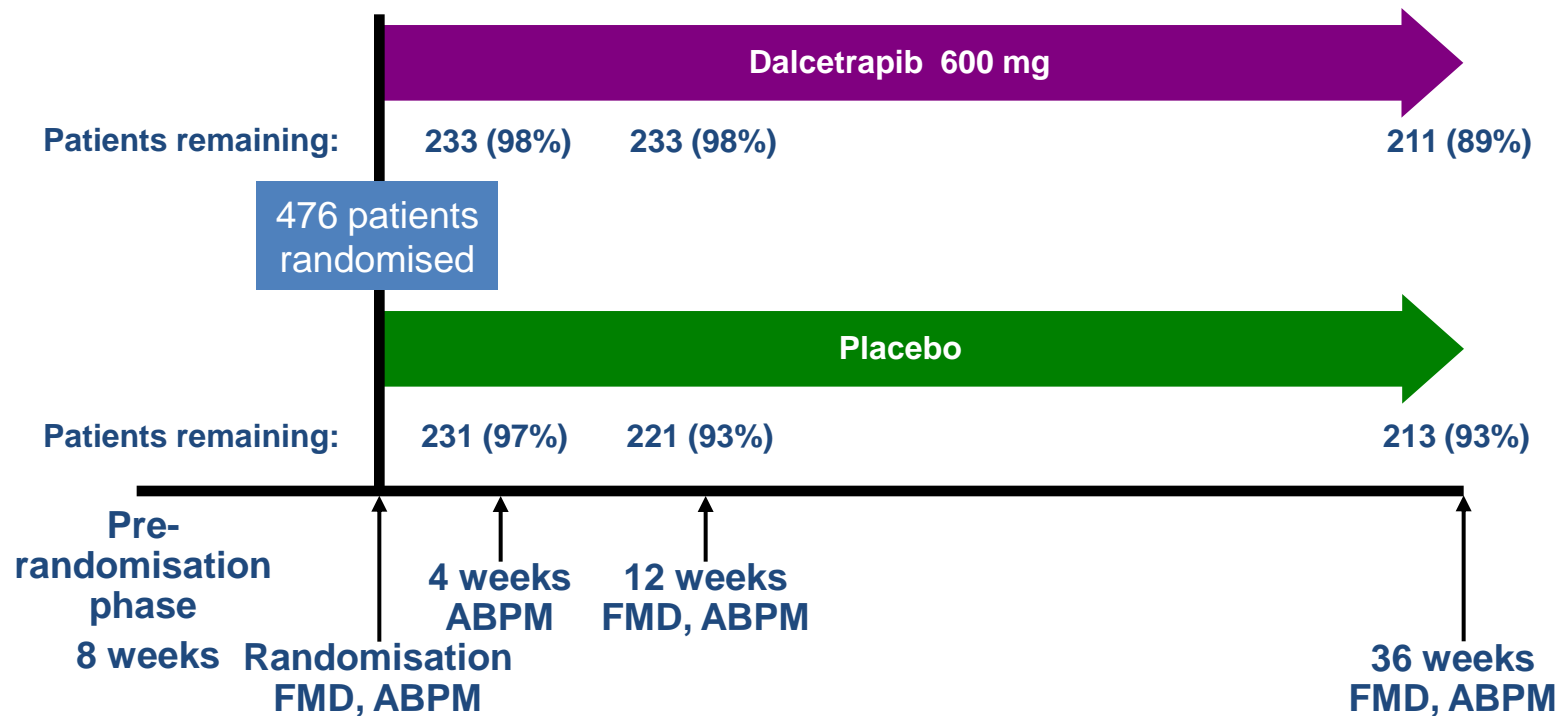 Dalcetrapib 600 mg
Patients remaining: 233 (98%) 233 (98%) 211 (89%)
476 patients
randomised
Placebo
Patients remaining: 231 (97%) 221 (93%) 213 (93%)
Pre-
randomisation
phase
8 weeks
Randomisation
FMD, ABPM
4 weeks
ABPM
12 weeks
FMD, ABPM
36 weeks
FMD, ABPM